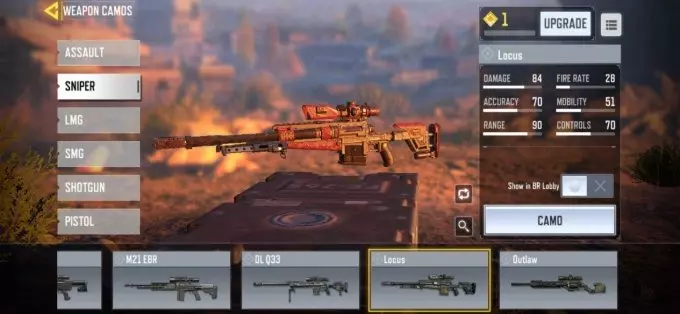 WEAPON CAMOS
1
UPGRADE
ASSAULT
SNIPER
LMG
SMG
SHOTGUN
PISTOL
Locus
DAMAGE 84 FIRE RATE 28
ACCURACY 70 MOBILITY 51
RANGE 90 CONTROLS 70
Show in BR Lobby
CAMO
M21 EBR
DL Q33
Locus
Outlaw